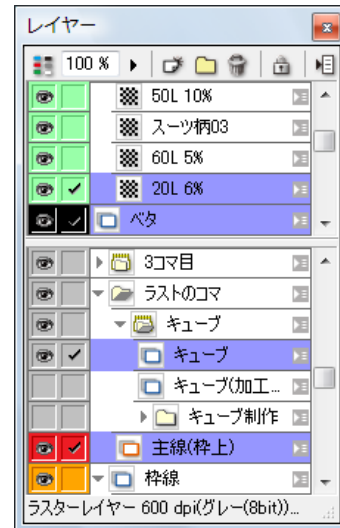 レイヤー
100 %
50L 10%
スーツ柄03
60L 5%
20L 6%
ベタ
3コマ目
ラストのコマ
キューブ
キューブ
キューブ(加工...
キューブ制作
主線(枠上)
枠線
ラスターレイヤー 600 dpi(グレー(8bit))...